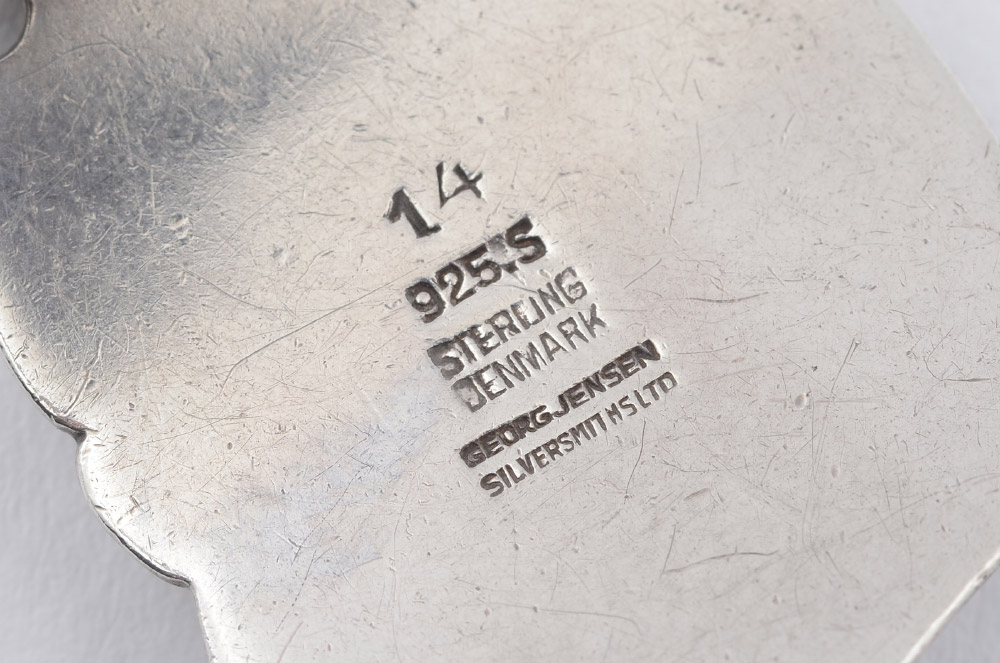 14
925.S
STERLING
DENMARK
GEORG JENSEN
SILVERSMITHS LTD